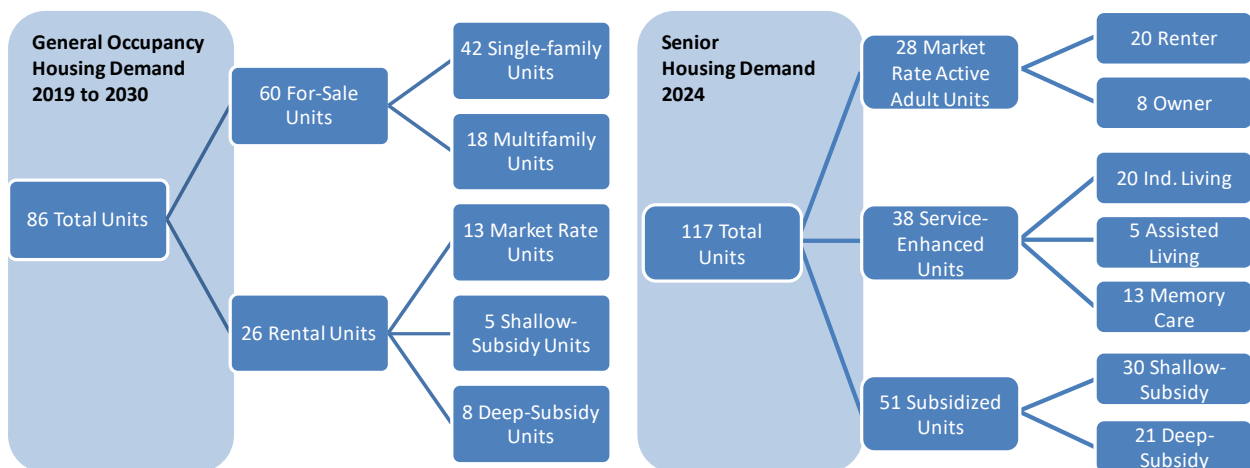 General Occupancy
Housing Demand
2019 to 2030
86 Total Units
60 For-Sale
Units
26 Rental Units
42 Single-family
Units
18 Multifamily
Units
13 Market Rate
Units
5 Shallow-
Subsidy Units
8 Deep-Subsidy
Units
Senior
Housing Demand
2024
117 Total
Units
28 Market
Rate Active
Adult Units
38 Service-
Enhanced
Units
51 Subsidized
Units
20 Renter
8 Owner
20 Ind. Living
5 Assisted
Living
13 Memory
Care
30 Shallow-
Subsidy
21 Deep-
Subsidy